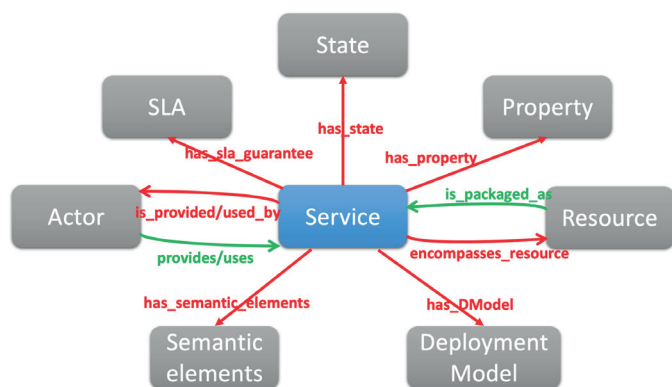 State
SLA
Property
has_state
has_sla_guarantee
has_property
is_packaged_as
Actor
is_provided/used_by
Service
Resource
provides/uses
encompasses_resource
has_semantic_elements
has_DModel
Semantic
elements
Deployment
Model